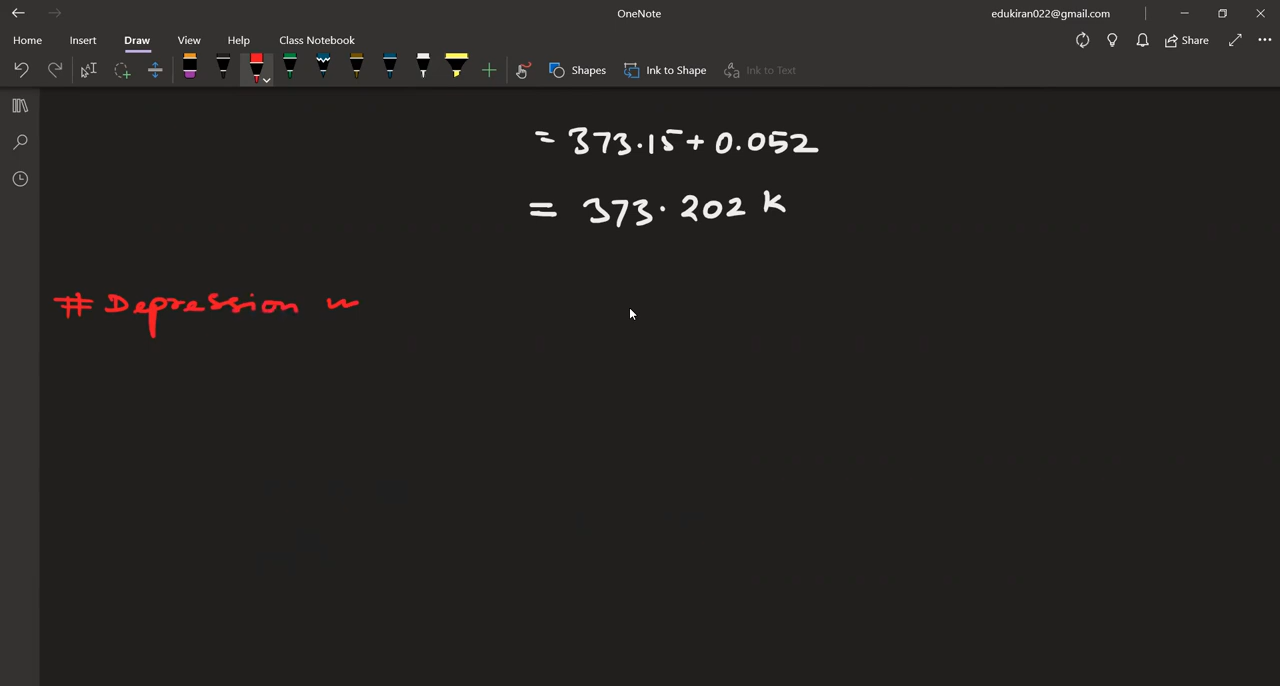 OneNote
edukiran022@gmail.com
Home Insert Draw View Help Class Notebook
Share
Shapes Ink to Shape Ink to Text
= 373.15 + 0.052
= 373.202 K
# Depression